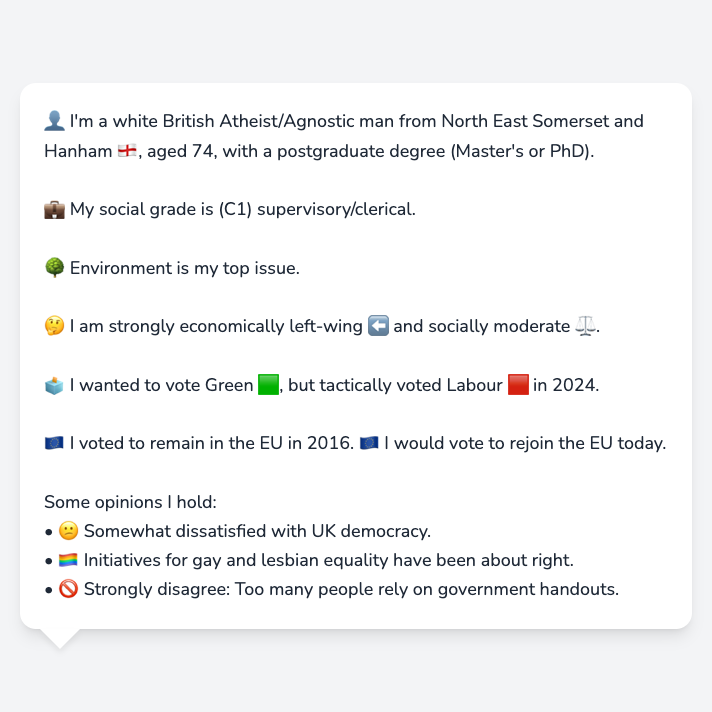 👤 I'm a white British Atheist/Agnostic man from North East Somerset and
Hanham 🏴󠁧󠁢󠁥󠁮󠁧󠁿, aged 74, with a postgraduate degree (Master's or PhD).
💼 My social grade is (C1) supervisory/clerical.
🌳 Environment is my top issue.
🤔 I am strongly economically left-wing ⬅️ and socially moderate ⚖️.
🗳️ I wanted to vote Green 🟩, but tactically voted Labour 🟥 in 2024.
🇪🇺 I voted to remain in the EU in 2016. 🇪🇺 I would vote to rejoin the EU today.
Some opinions I hold:
• 🙁 Somewhat dissatisfied with UK democracy.
• 🏳️‍🌈 Initiatives for gay and lesbian equality have been about right.
• 🚫 Strongly disagree: Too many people rely on government handouts.